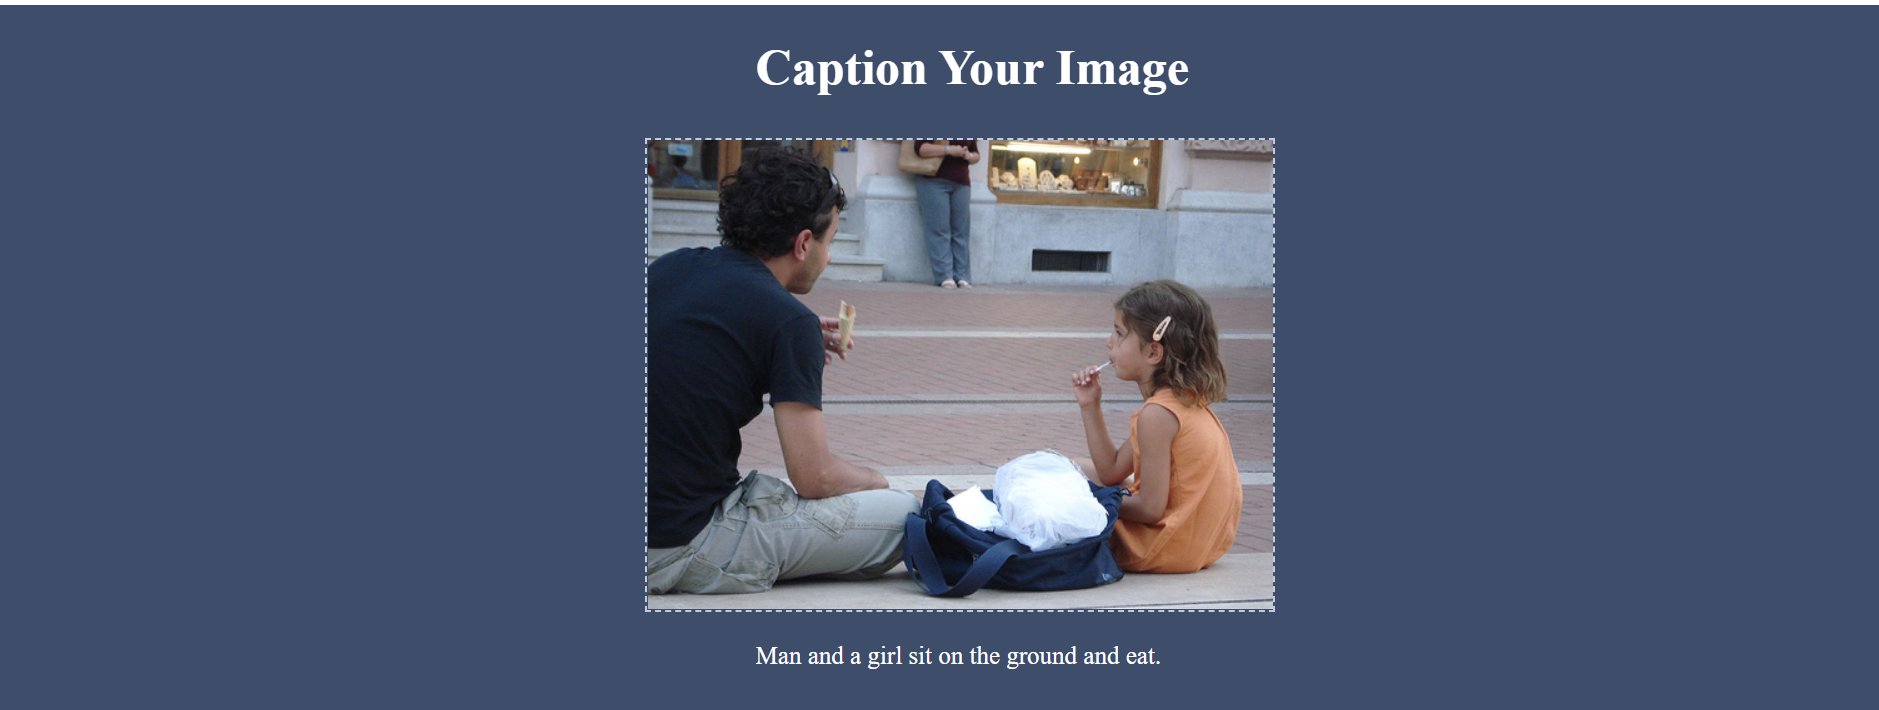 Caption Your Image
Man and a girl sit on the ground and eat.